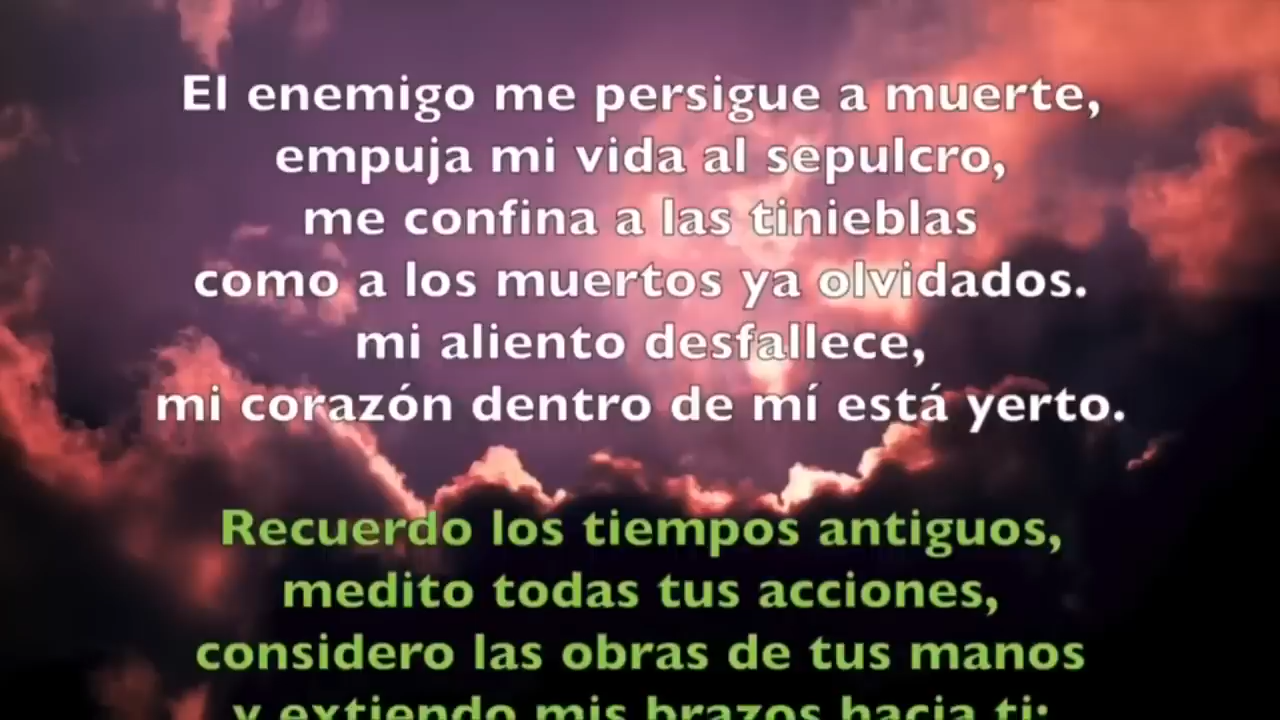 El enemigo me persigue a muerte,
empuja mi vida al sepulcro,
me confina a las tinieblas
como a los muertos ya olvidados.
mi aliento desfallece,
mi corazón dentro de mí está yerto.
Recuerdo los tiempos antiguos,
medito todas tus acciones,
considero las obras de tus manos
y extiendo mis brazos hacia ti: